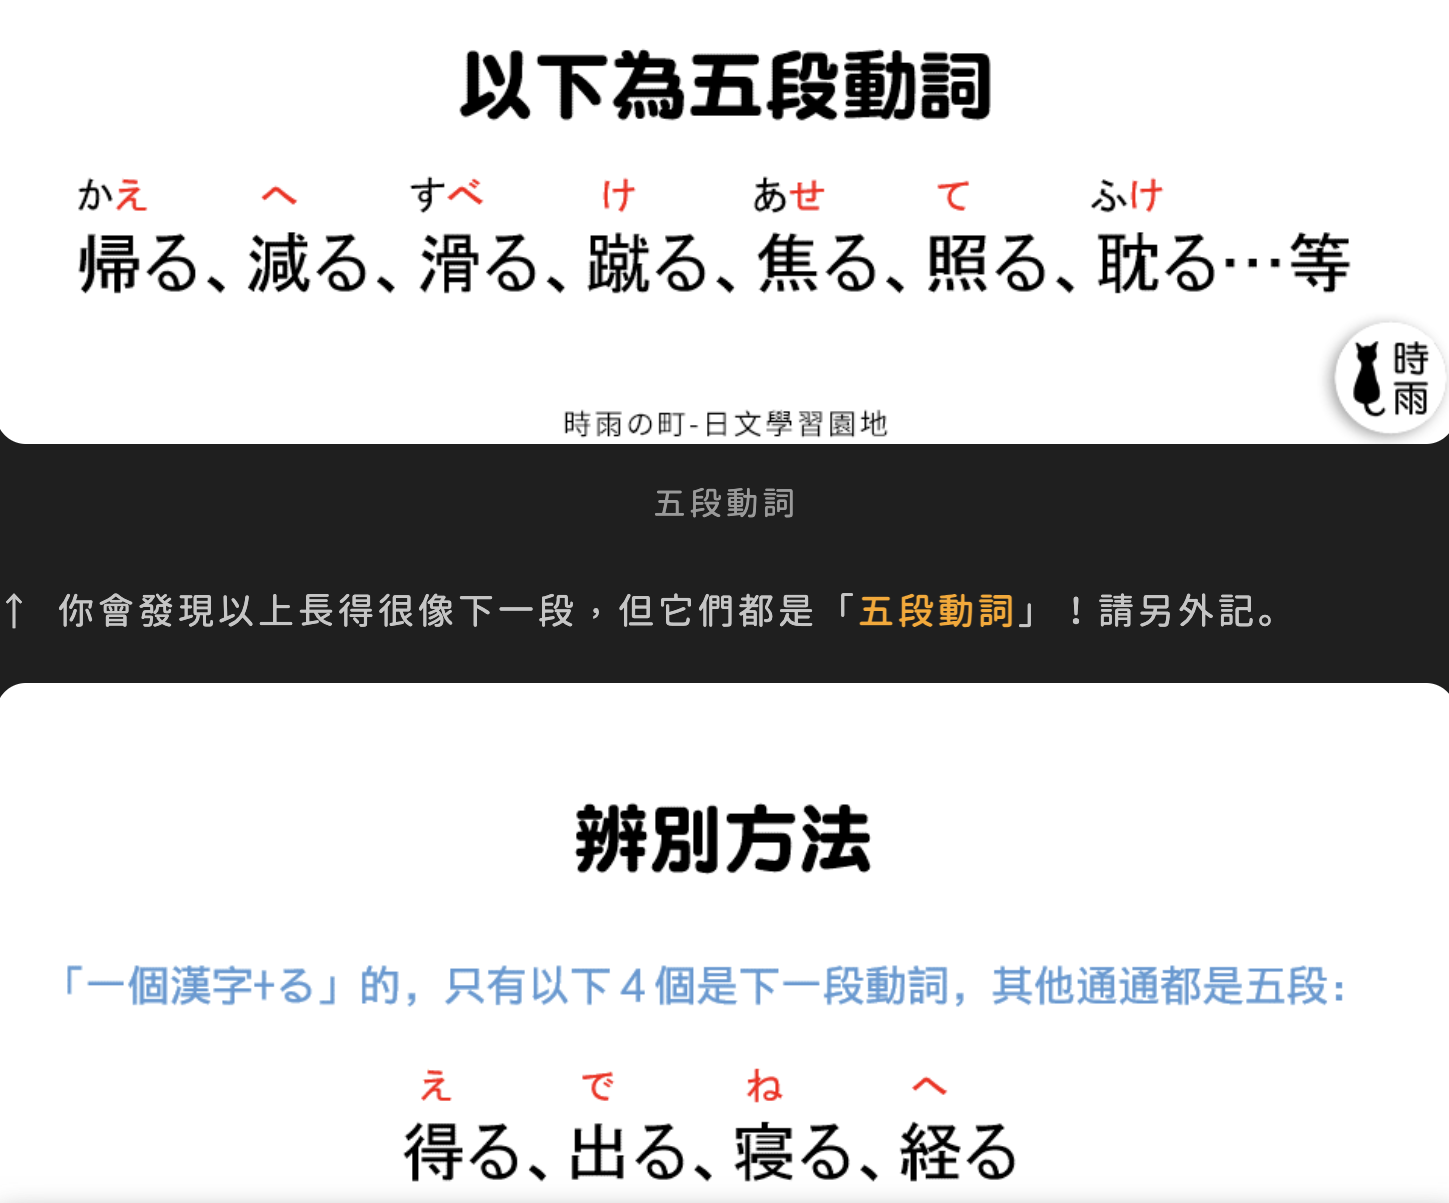 以下為五段動詞
かえ へ すべ け あせ て ふけ
帰る、減る、滑る、蹴る、焦る、照る、耽る…等
時雨
時雨の町-日文學習園地
五段動詞
↑ 你會發現以上長得很像下一段，但它們都是「五段動詞」！請另外記。
辨別方法
「一個漢字+る」的，只有以下４個是下一段動詞，其他通通都是五段：
え で ね へ
得る、出る、寝る、経る